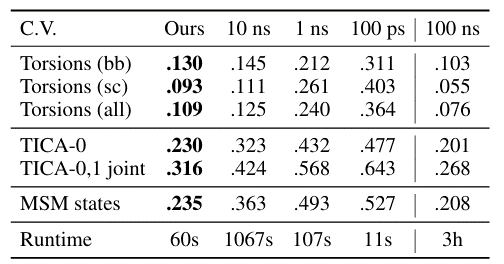 C.V. Ours 10 ns 1 ns 100 ps 100 ns
Torsions (bb) .130 .145 .212 .311 .103
Torsions (sc) .093 .111 .261 .403 .055
Torsions (all) .109 .125 .240 .364 .076
TICA-0 .230 .323 .432 .477 .201
TICA-0,1 joint .316 .424 .568 .643 .268
MSM states .235 .363 .493 .527 .208
Runtime 60s 1067s 107s 11s 3h